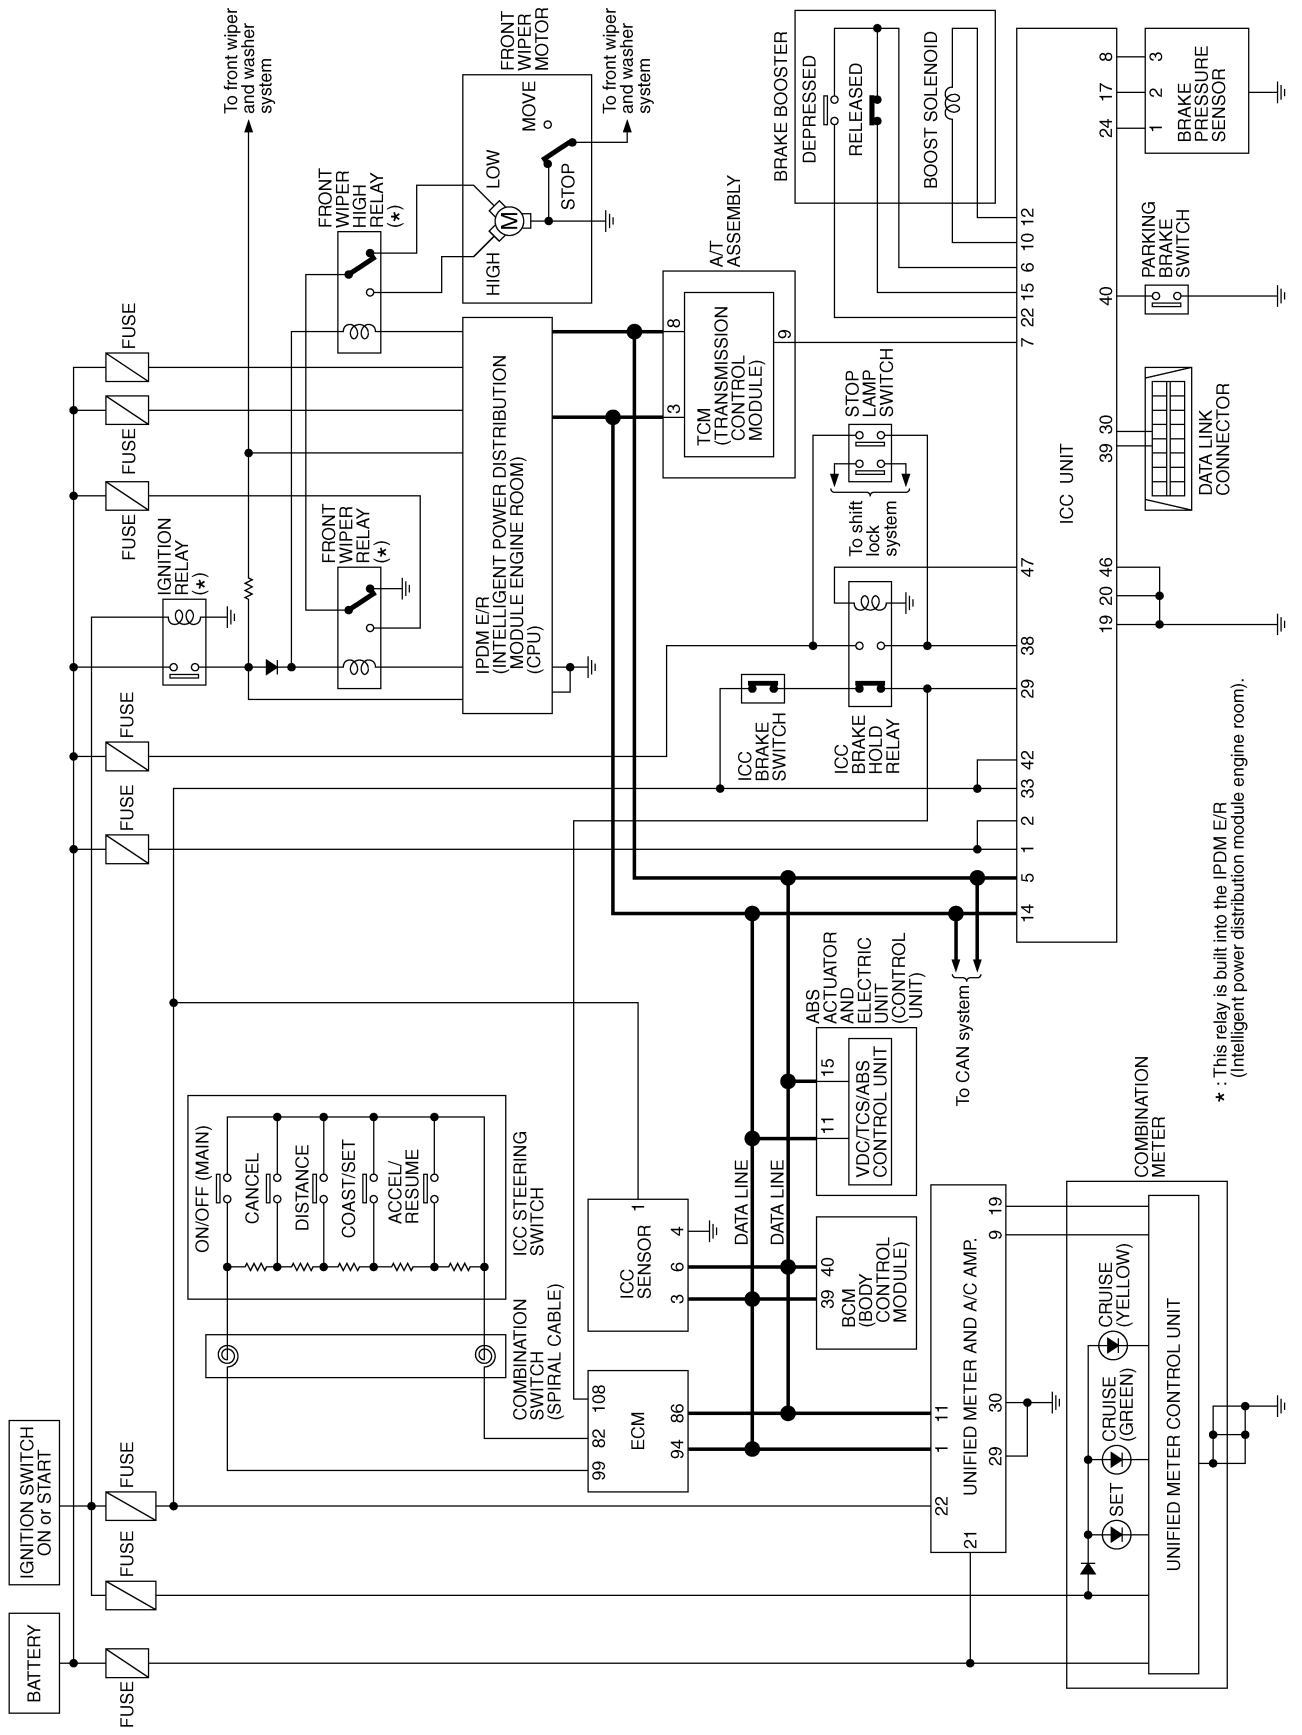 BATTERY
IGNITION SWITCH
ON or START
FUSE
FUSE
FUSE
FUSE
FUSE
FUSE
FUSE
FUSE
IGNITION
RELAY
(*)
To front wiper
and washer
system
ON/OFF (MAIN)
CANCEL
DISTANCE
COAST/SET
ACCEL/
RESUME
ICC STEERING
SWITCH
COMBINATION
SWITCH
(SPIRAL CABLE)
FRONT
WIPER
RELAY
(*)
FRONT
WIPER
HIGH
RELAY
(*)
IPDM E/R
(INTELLIGENT POWER DISTRIBUTION
MODULE ENGINE ROOM)
(CPU)
FRONT
WIPER
MOTOR
HIGH
LOW
M
MOVE
STOP
To front wiper
and washer
system
99
82
108
ECM
94
86
1
ICC
SENSOR
3
6
4
DATA LINE
DATA LINE
8
3
TCM
(TRANSMISSION
CONTROL
MODULE)
9
A/T
ASSEMBLY
ICC
BRAKE
SWITCH
ICC
BRAKE
HOLD
RELAY
STOP
LAMP
SWITCH
To shift
lock
system
BRAKE BOOSTER
DEPRESSED
RELEASED
BOOST SOLENOID
39
40
BCM
(BODY
CONTROL
MODULE)
11
15
VDC/TCS/ABS
CONTROL UNIT
ABS
ACTUATOR
AND
ELECTRIC
UNIT
(CONTROL
UNIT)
To CAN system
22
1
11
21
UNIFIED METER AND A/C AMP.
29
30
9
19
14
5
1
2
33
42
29
38
47
7
22
15
6
10
12
ICC UNIT
19
20
46
39
30
40
24
17
8
DATA LINK
CONNECTOR
PARKING
BRAKE
SWITCH
1
2
3
BRAKE
PRESSURE
SENSOR
COMBINATION
METER
SET
CRUISE
(GREEN)
CRUISE
(YELLOW)
UNIFIED METER CONTROL UNIT
* : This relay is built into the IPDM E/R
(Intelligent power distribution module engine room).